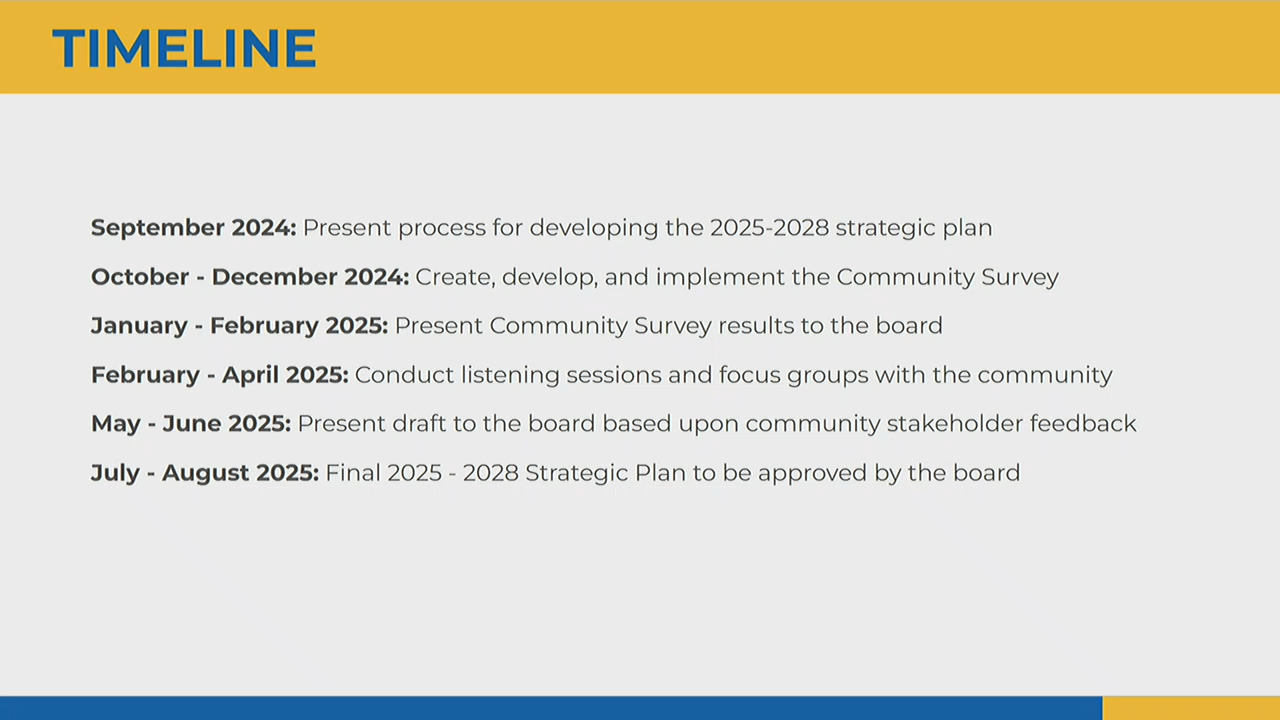 TIMELINE
September 2024: Present process for developing the 2025-2028 strategic plan
October - December 2024: Create, develop, and implement the Community Survey
January - February 2025: Present Community Survey results to the board
February - April 2025: Conduct listening sessions and focus groups with the community
May - June 2025: Present draft to the board based upon community stakeholder feedback
July - August 2025: Final 2025 - 2028 Strategic Plan to be approved by the board